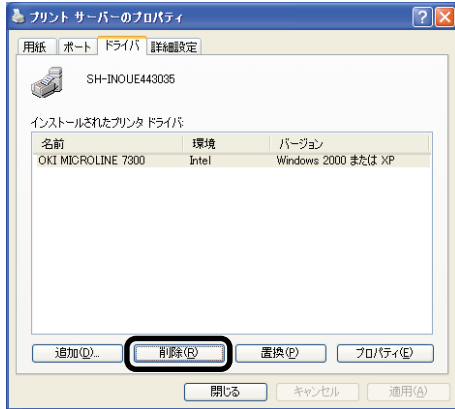 プリント サーバーのプロパティ
用紙 ポート ドライバ 詳細設定
SH-INOUE443035
インストールされたプリンタ ドライバ:
名前 環境 バージョン
OKI MICROLINE 7300 Intel Windows 2000 または XP
追加(D)... 削除(R) 置換(P) プロパティ(E)
閉じる キャンセル 適用(A)